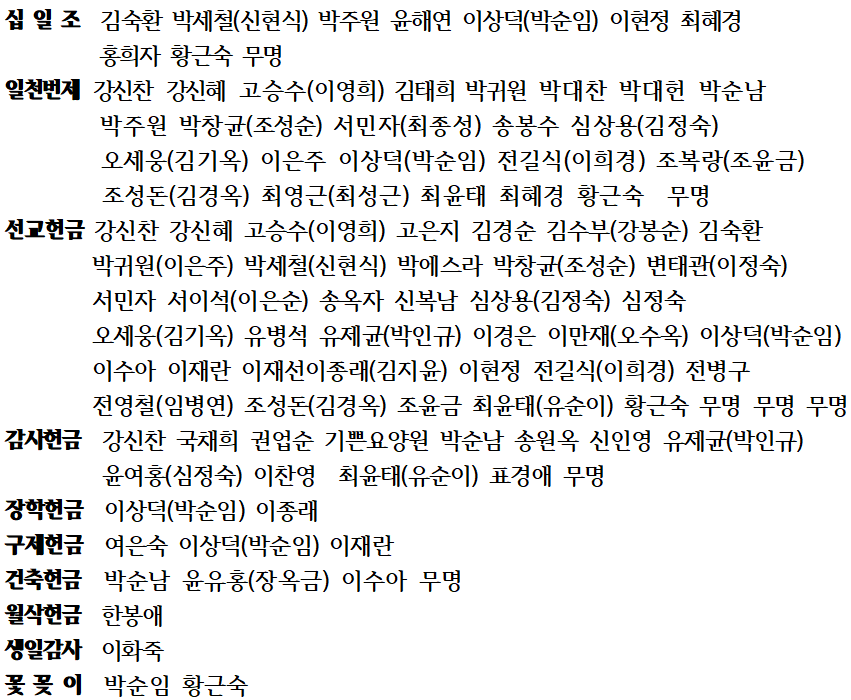 십 일 조 김숙환 박세철(신현식) 박주원 윤해연 이상덕(박순임) 이현정 최혜경
홍희자 황근숙 무명
일천번제 강신찬 강신혜 고승수(이영희) 김태희 박귀원 박대찬 박대헌 박순남
박주원 박창균(조성순) 서민자(최종성) 송봉수 심상용(김정숙)
오세웅(김기옥) 이은주 이상덕(박순임) 전길식(이희경) 조복랑(조윤금)
조성돈(김경옥) 최영근(최성근) 최윤태 최혜경 황근숙 무명
선교헌금 강신찬 강신혜 고승수(이영희) 고은지 김경순 김수부(강봉순) 김숙환
박귀원(이은주) 박세철(신현식) 박에스라 박창균(조성순) 변태관(이정숙)
서민자 서이석(이은순) 송옥자 신복남 심상용(김정숙) 심정숙
오세웅(김기옥) 유병석 유제균(박인규) 이경은 이만재(오수옥) 이상덕(박순임)
이수아 이재란 이재선이종래(김지윤) 이현정 전길식(이희경) 전병구
전영철(임병연) 조성돈(김경옥) 조윤금 최윤태(유순이) 황근숙 무명 무명 무명
감사헌금 강신찬 국채희 권업순 기쁜요양원 박순남 송원옥 신인영 유제균(박인규)
윤여홍(심정숙) 이찬영 최윤태(유순이) 표경애 무명
장학헌금 이상덕(박순임) 이종래
구제헌금 여은숙 이상덕(박순임) 이재란
건축헌금 박순남 윤유홍(장옥금) 이수아 무명
월삭헌금 한봉애
생일감사 이화죽
꽃 꽂 이 박순임 황근숙